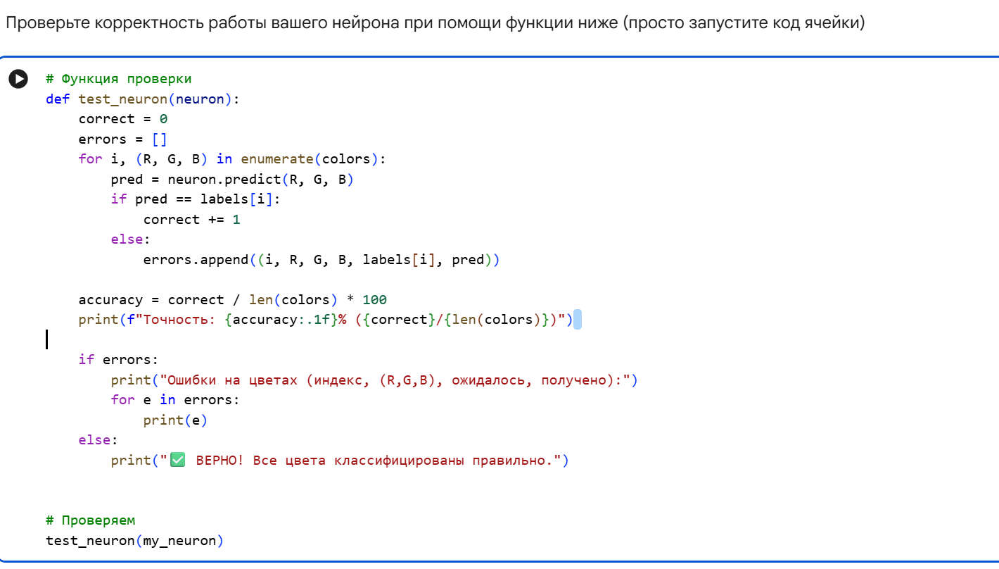 Проверьте корректность работы вашего нейрона при помощи функции ниже (просто запустите код ячейки)
# Функция проверки
def test_neuron(neuron):
    correct = 0
    errors = []
    for i, (R, G, B) in enumerate(colors):
        pred = neuron.predict(R, G, B)
        if pred == labels[i]:
            correct += 1
        else:
            errors.append((i, R, G, B, labels[i], pred))
    accuracy = correct / len(colors) * 100
    print(f"Точность: {accuracy:.1f}% ({correct}/{len(colors)})")
    if errors:
        print("Ошибки на цветах (индекс, (R,G,B), ожидалось, получено):")
        for e in errors:
            print(e)
    else:
        print("✅ ВЕРНО! Все цвета классифицированы правильно.")
# Проверяем
test_neuron(my_neuron)